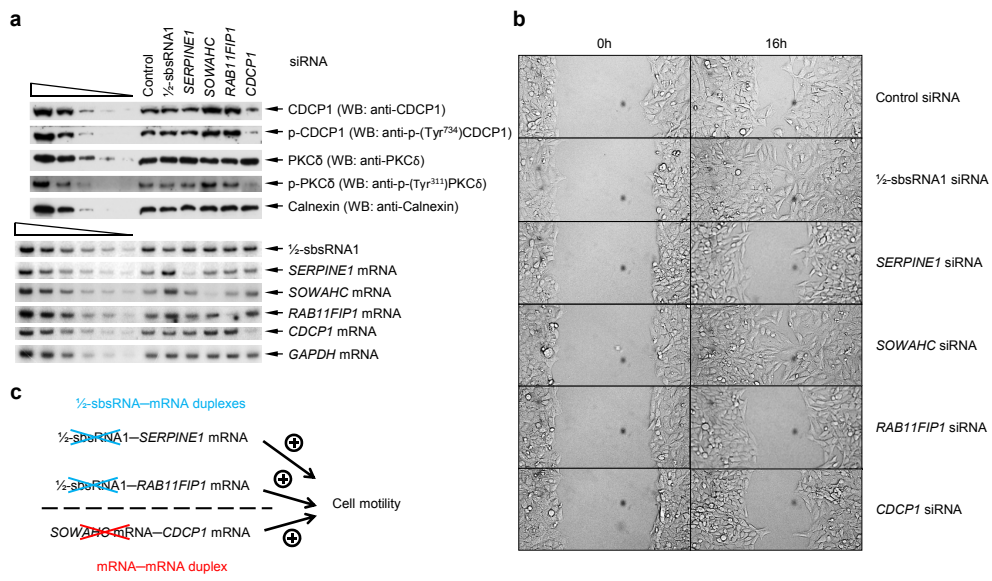 a
siRNA
Control
½-sbsRNA1
SERPINE1
SOWAHC
RAB11FIP1
CDCP1
CDCP1 (WB: anti-CDCP1)
p-CDCP1 (WB: anti-p-(Tyr⁷³⁴)CDCP1)
PKCδ (WB: anti-PKCδ)
p-PKCδ (WB: anti-p-(Tyr³¹¹)PKCδ)
Calnexin (WB: anti-Calnexin)
½-sbsRNA1
SERPINE1 mRNA
SOWAHC mRNA
RAB11FIP1 mRNA
CDCP1 mRNA
GAPDH mRNA
b
0h 16h
Control siRNA
½-sbsRNA1 siRNA
SERPINE1 siRNA
SOWAHC siRNA
RAB11FIP1 siRNA
CDCP1 siRNA
c
½-sbsRNA—mRNA duplexes
½-sbsRNA1—SERPINE1 mRNA
½-sbsRNA1—RAB11FIP1 mRNA
Cell motility
SOWAHC mRNA—CDCP1 mRNA
mRNA—mRNA duplex